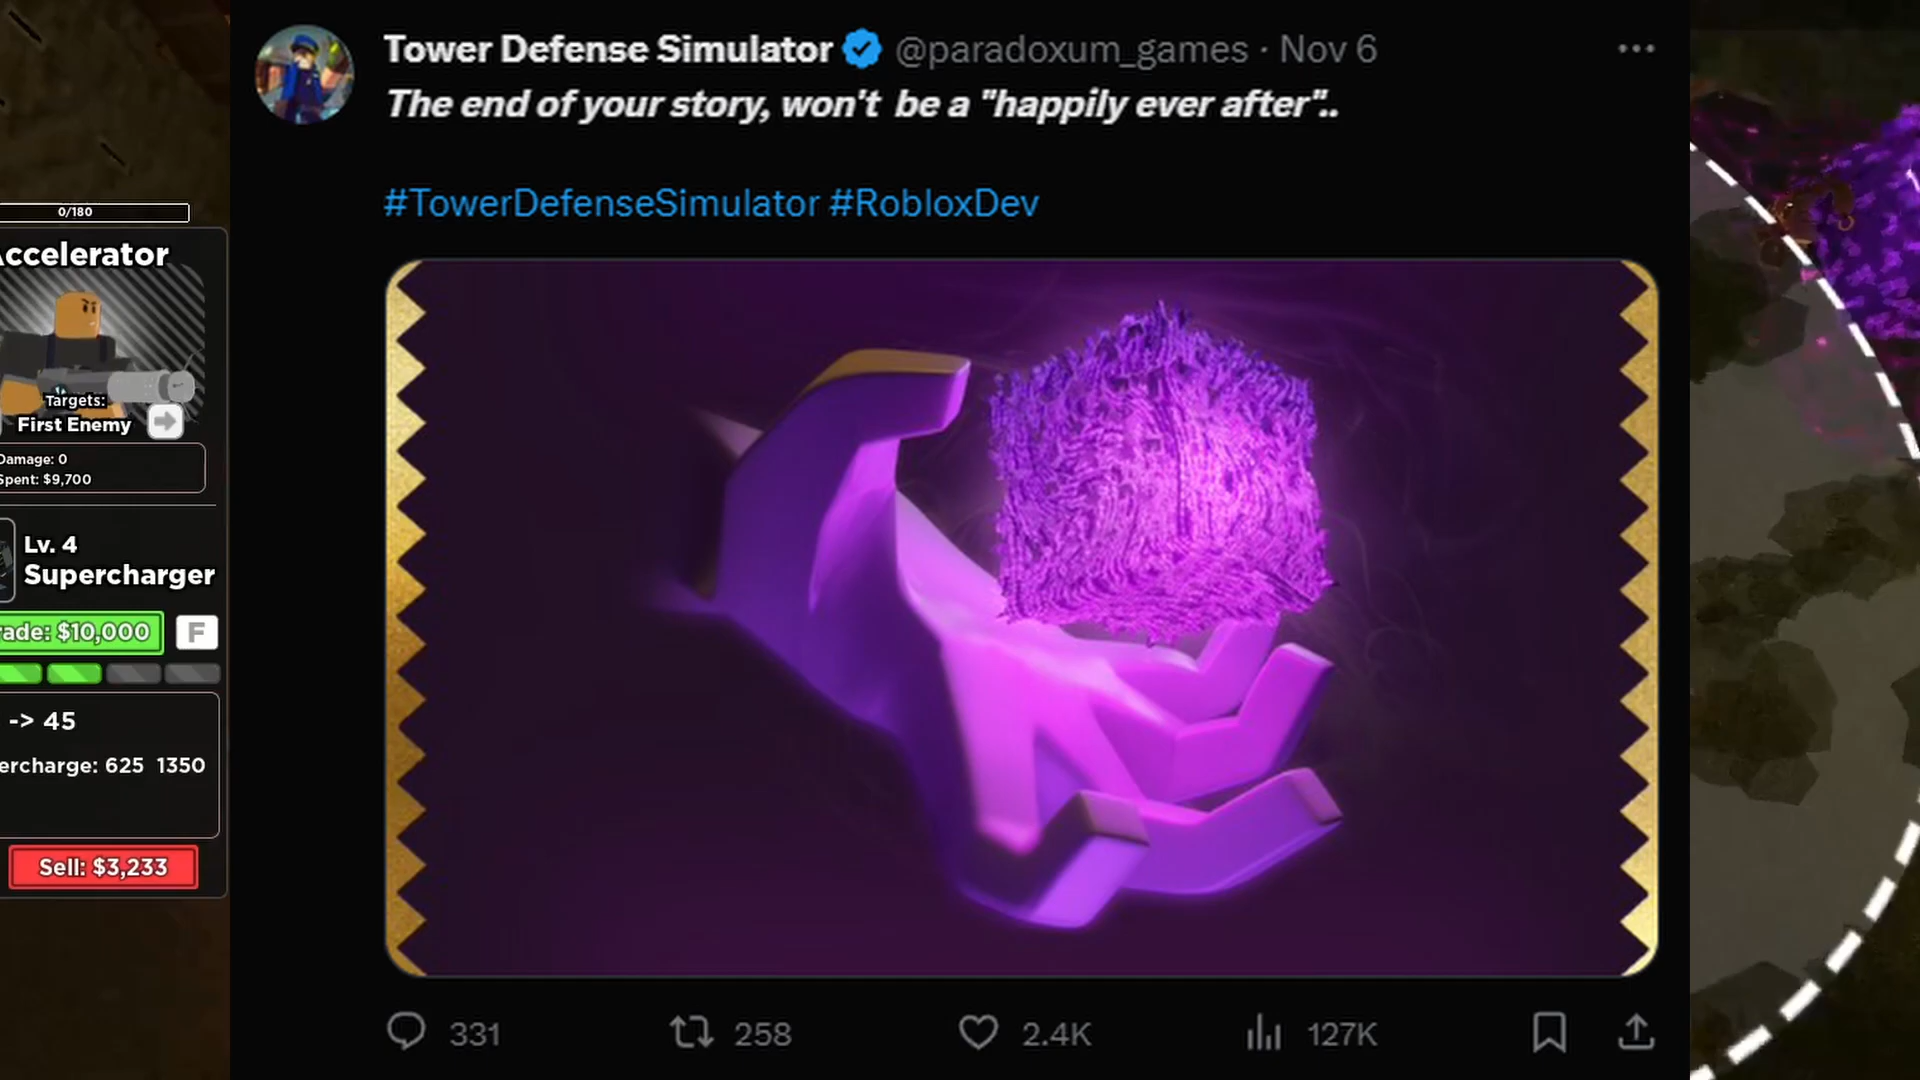 Tower Defense Simulator @paradoxum_games · Nov 6
The end of your story, won't be a "happily ever after"..
#TowerDefenseSimulator #RobloxDev
331 258 2.4K 127K
0/180
Accelerator
Targets:
First Enemy
Damage: 0
Spent: $9,700
Lv. 4
Supercharger
rade: $10,000 F
-> 45
ercharge: 625 1350
Sell: $3,233